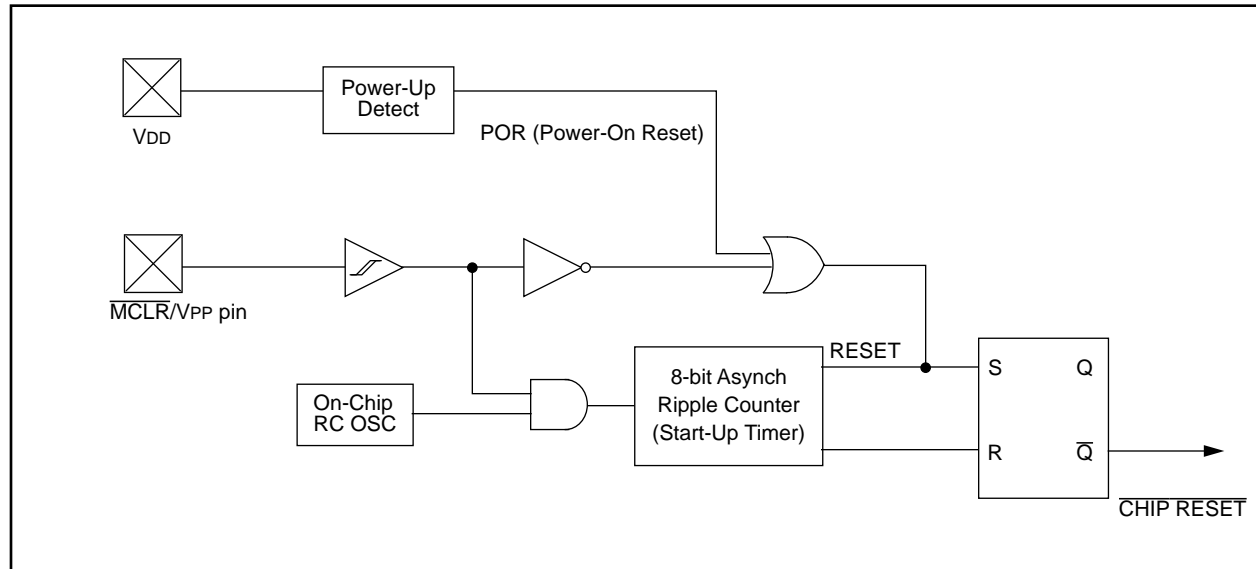 Power-Up
Detect
VDD
POR (Power-On Reset)
MCLR/VPP pin
RESET
8-bit Asynch
Ripple Counter
(Start-Up Timer)
On-Chip
RC OSC
S
Q
R
Q̅
CHIP RESET